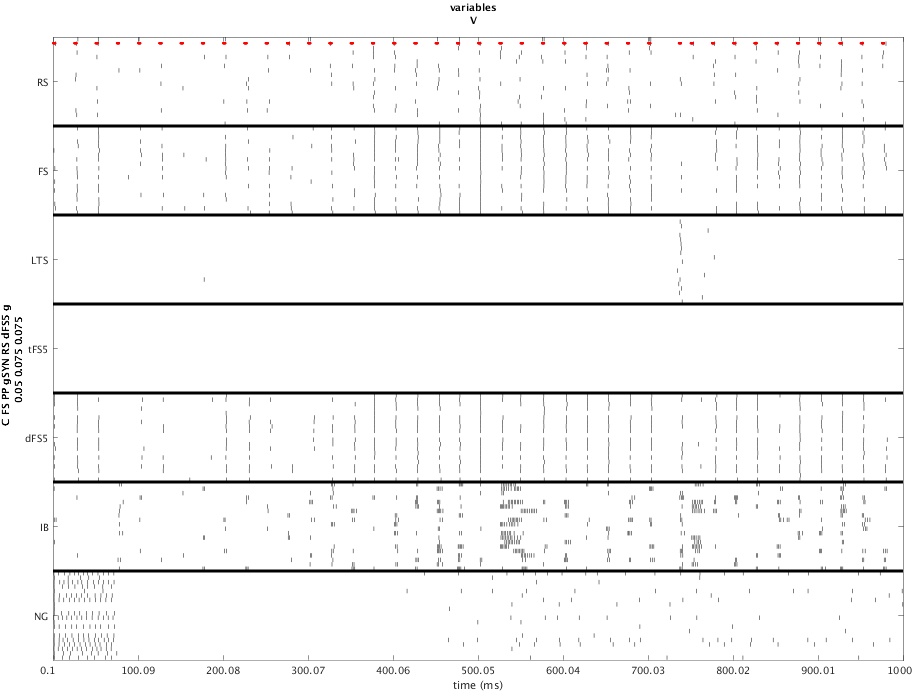 variables
V
RS
FS
LTS
tFS5
dFS5
IB
NG
C FS PP gSYN RS dFS5 g
0.05 0.075 0.075
0.1 100.09 200.08 300.07 400.06 500.05 600.04 700.03 800.02 900.01 1000
time (ms)